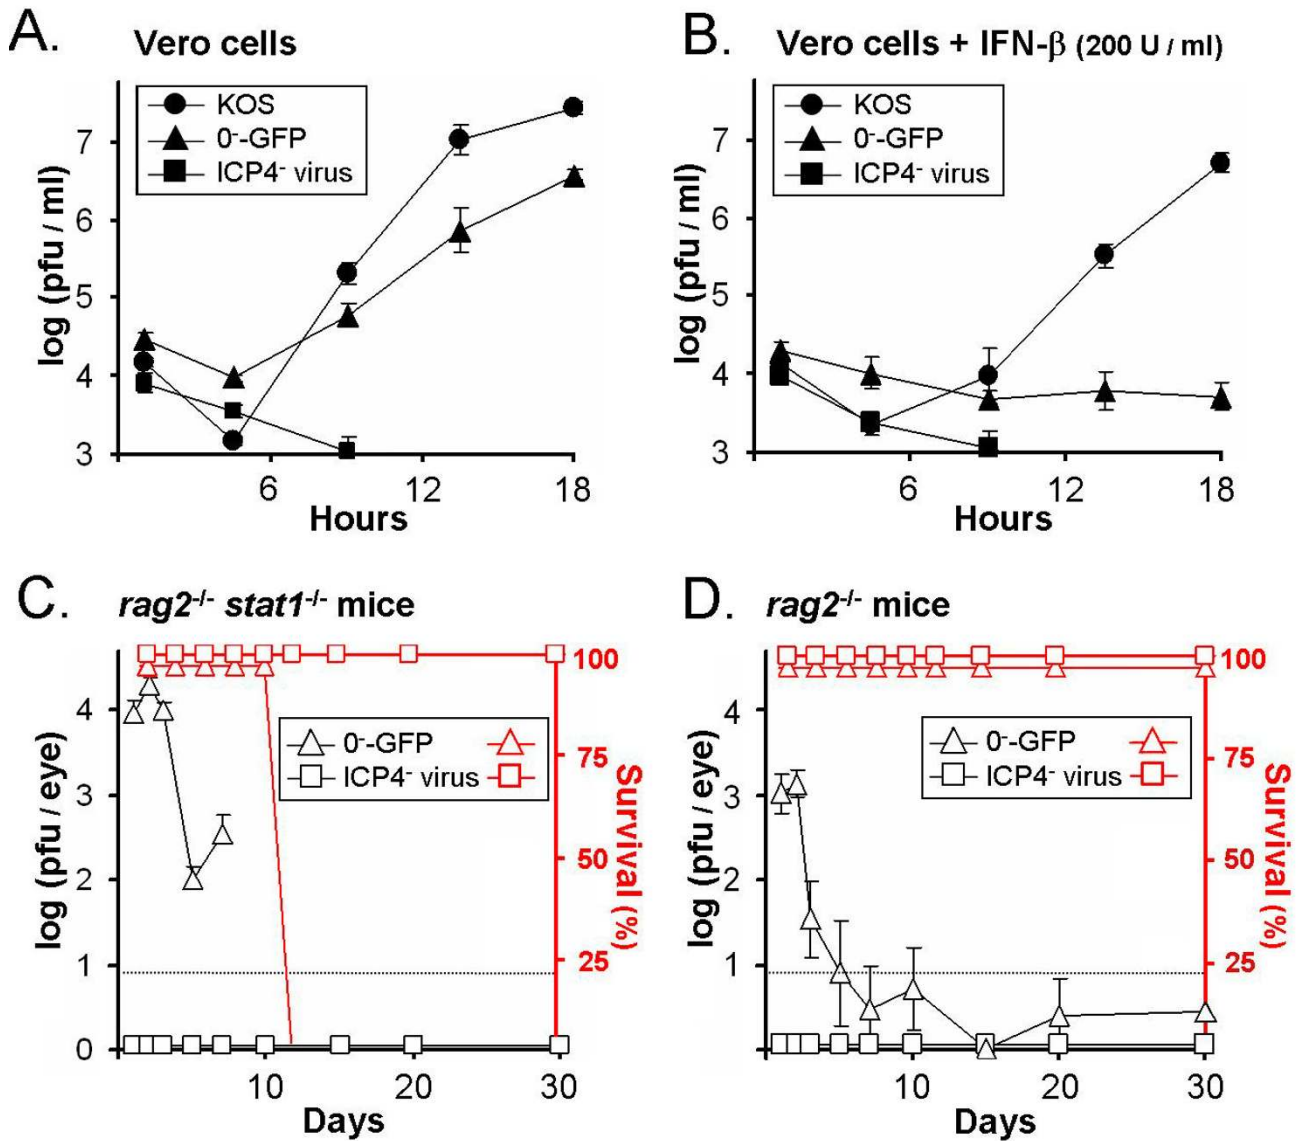 A. Vero cells
KOS
0⁻-GFP
ICP4⁻ virus
log (pfu / ml)
7
6
5
4
3
6 12 18
Hours
B. Vero cells + IFN-β (200 U / ml)
KOS
0⁻-GFP
ICP4⁻ virus
log (pfu / ml)
7
6
5
4
3
6 12 18
Hours
C. rag2⁻/⁻ stat1⁻/⁻ mice
0⁻-GFP
ICP4⁻ virus
log (pfu / eye)
4
3
2
1
0
100
75
50
25
Survival (%)
10 20 30
Days
D. rag2⁻/⁻ mice
0⁻-GFP
ICP4⁻ virus
log (pfu / eye)
4
3
2
1
100
75
50
25
Survival (%)
10 20 30
Days